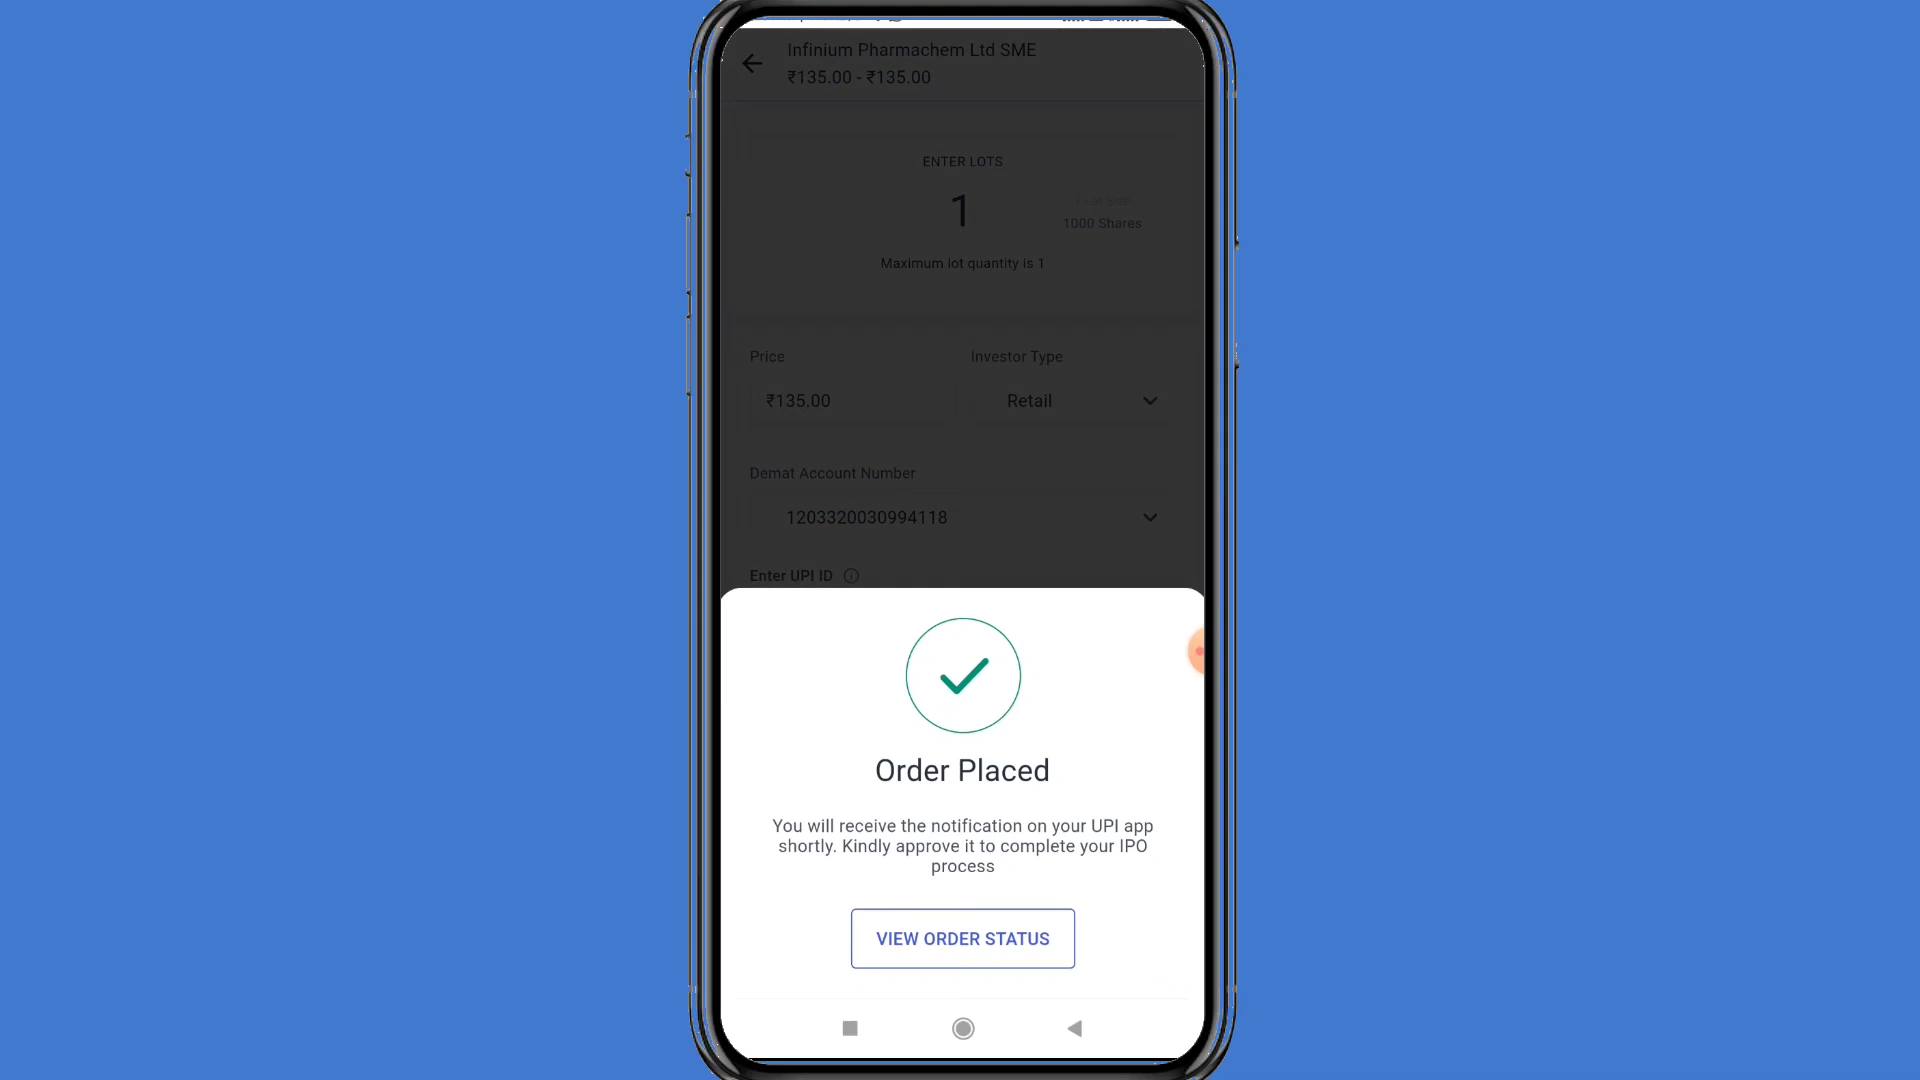 Infinium Pharmachem Ltd SME
₹135.00 - ₹135.00
ENTER LOTS
1
1000 Shares
Maximum lot quantity is 1
Price
Investor Type
₹135.00
Retail
Demat Account Number
1203320030994118
Enter UPI ID
Order Placed
You will receive the notification on your UPI app
shortly. Kindly approve it to complete your IPO
process
VIEW ORDER STATUS